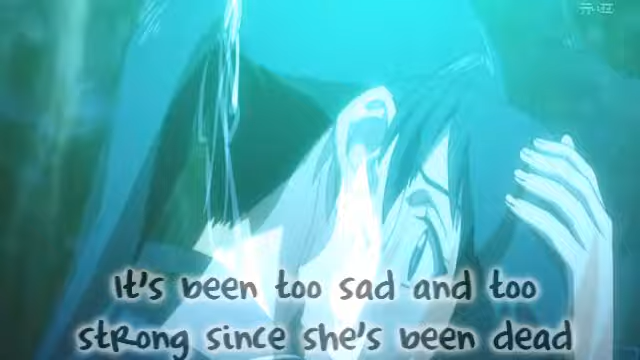 It's been too sad and too
strong since she's been dead